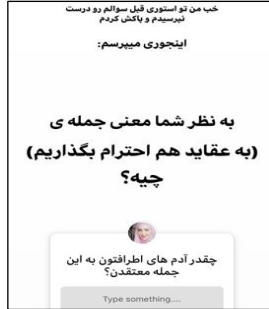 خب من تو استوری قبل سوالم رو درست
نپرسیدم و پاکش کردم
اینجوری میپرسم:
به نظر شما معنی جمله ی
(به عقاید هم احترام بگذاریم)
چیه؟
چقدر آدم های اطرافتون به این
جمله معتقدن؟
Type something....